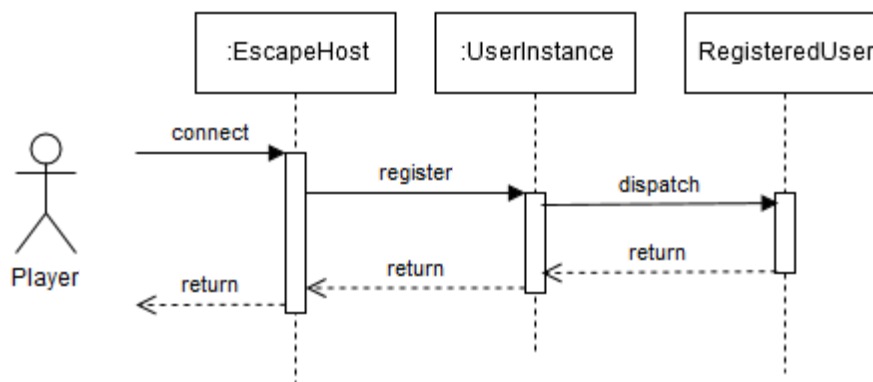 :EscapeHost
:UserInstance
RegisteredUser
connect
register
dispatch
return
return
return
Player